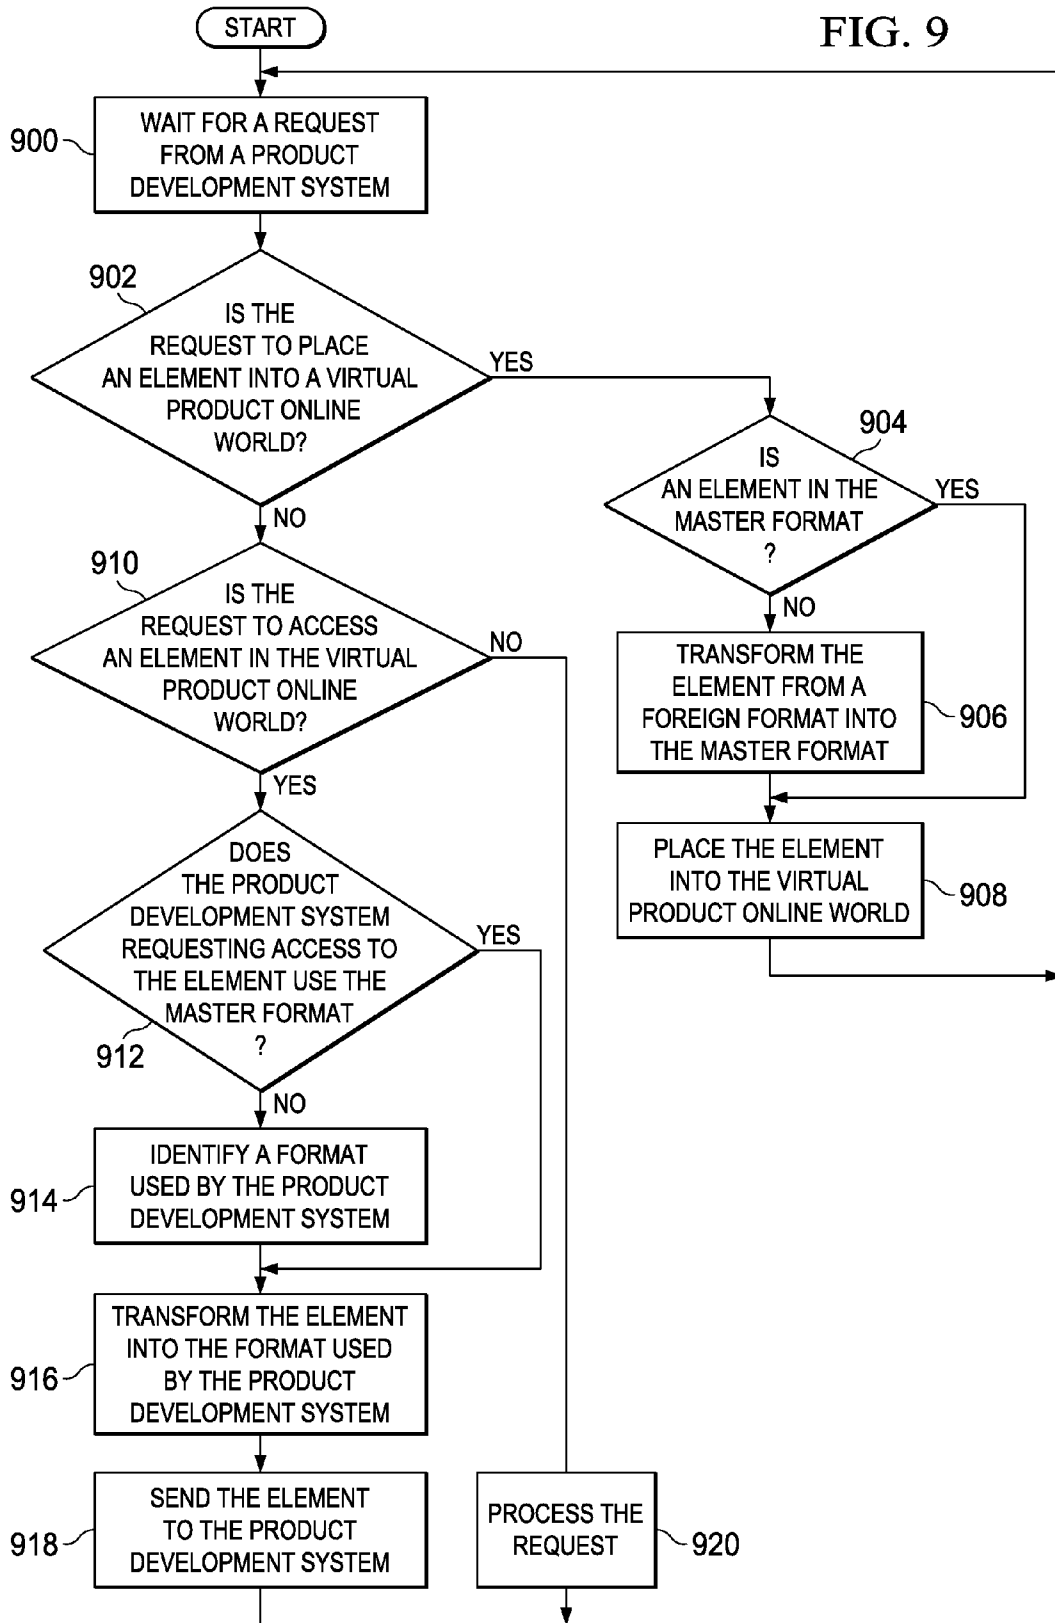 START
FIG. 9
900
WAIT FOR A REQUEST
FROM A PRODUCT
DEVELOPMENT SYSTEM
902
IS THE
REQUEST TO PLACE
AN ELEMENT INTO A VIRTUAL
PRODUCT ONLINE
WORLD?
YES
NO
904
IS
AN ELEMENT IN THE
MASTER FORMAT
?
YES
NO
TRANSFORM THE
ELEMENT FROM A
FOREIGN FORMAT INTO
THE MASTER FORMAT
906
PLACE THE ELEMENT
INTO THE VIRTUAL
PRODUCT ONLINE WORLD
908
910
IS THE
REQUEST TO ACCESS
AN ELEMENT IN THE VIRTUAL
PRODUCT ONLINE
WORLD?
NO
YES
DOES
THE PRODUCT
DEVELOPMENT SYSTEM
REQUESTING ACCESS TO
THE ELEMENT USE THE
MASTER FORMAT
?
YES
912
NO
914
IDENTIFY A FORMAT
USED BY THE PRODUCT
DEVELOPMENT SYSTEM
916
TRANSFORM THE ELEMENT
INTO THE FORMAT USED
BY THE PRODUCT
DEVELOPMENT SYSTEM
918
SEND THE ELEMENT
TO THE PRODUCT
DEVELOPMENT SYSTEM
PROCESS THE
REQUEST
920